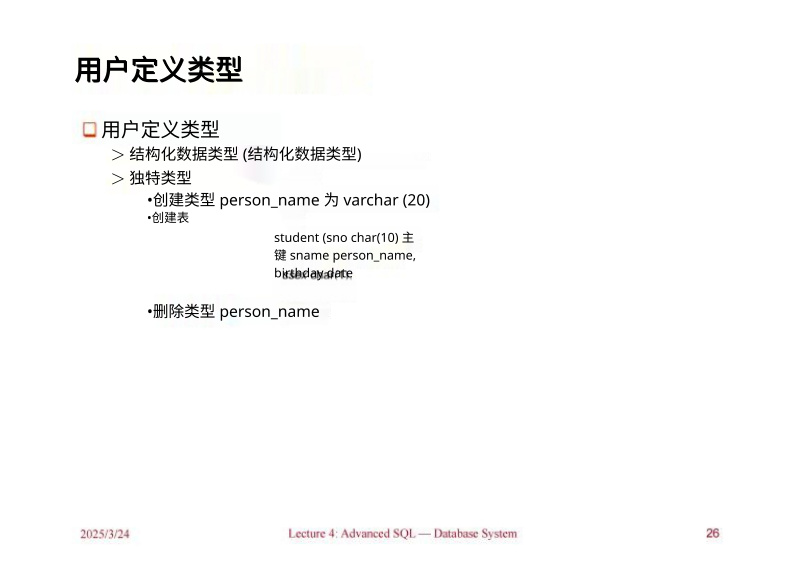 用户定义类型
用户定义类型
> 结构化数据类型 (结构化数据类型)
> 独特类型
•创建类型 person_name 为 varchar (20)
•创建表
student (sno char(10) 主
键 sname person_name,
birthday date
•删除类型 person_name
2025/3/24
Lecture 4: Advanced SQL — Database System
26